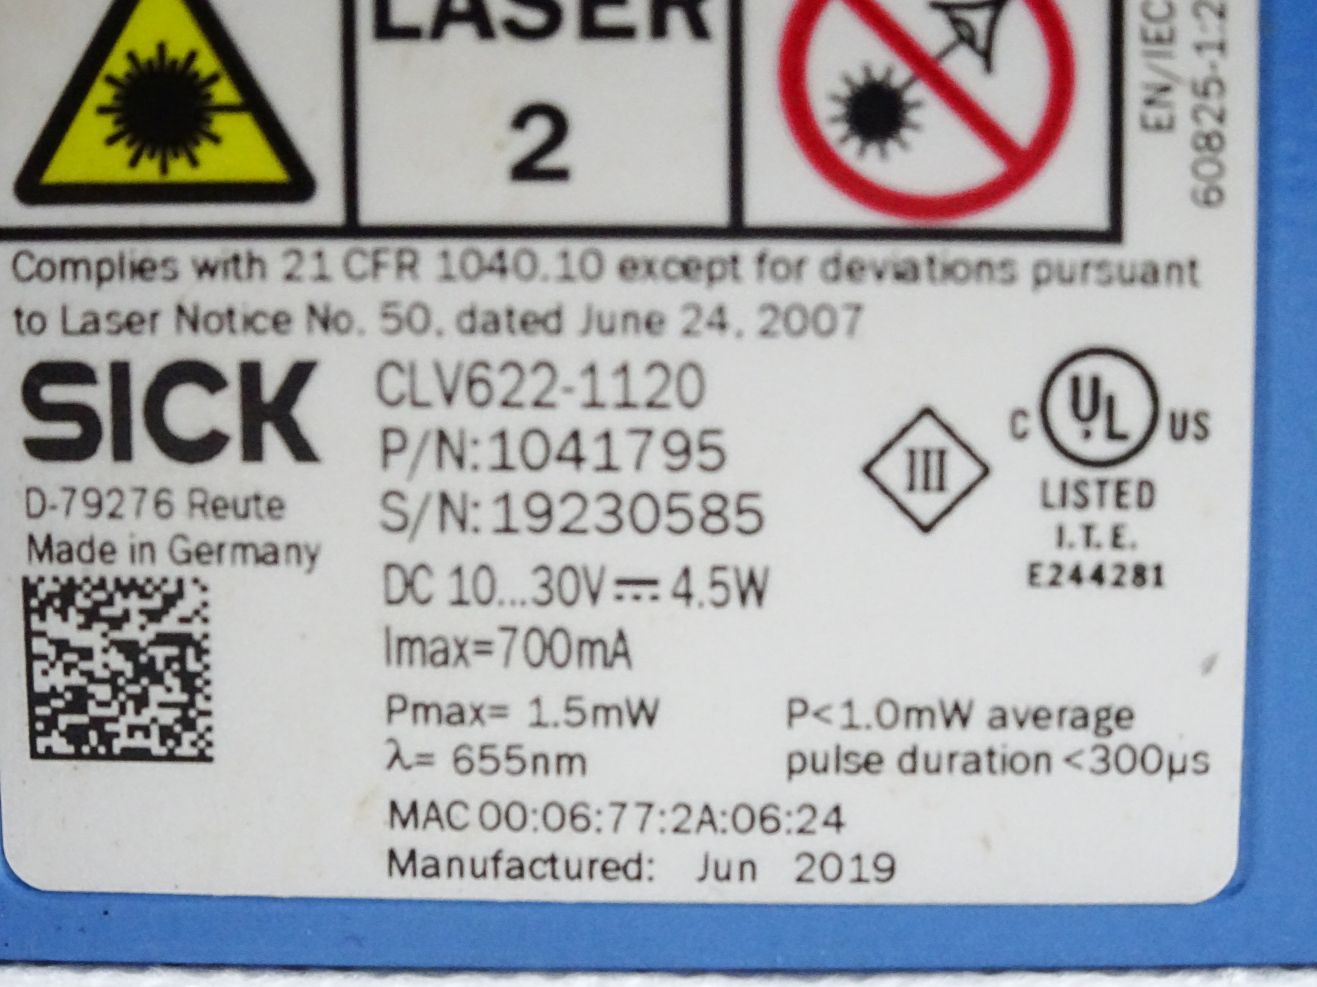 LASER
2
EN/IEC
60825-1:2
Complies with 21 CFR 1040.10 except for deviations pursuant
to Laser Notice No. 50, dated June 24, 2007
SICK
D-79276 Reute
Made in Germany
CLV622-1120
P/N:1041795
S/N:19230585
DC 10...30V⎓4.5W
Imax=700mA
Pmax= 1.5mW
λ= 655nm
P<1.0mW average
pulse duration <300µs
MAC 00:06:77:2A:06:24
Manufactured: Jun 2019
III
C UL US
LISTED
I.T.E.
E244281